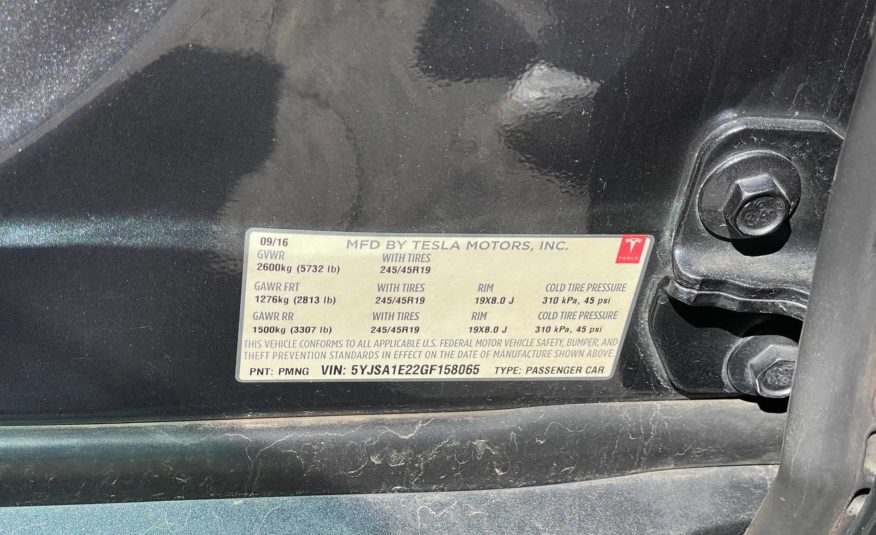 09/16 MFD BY TESLA MOTORS, INC.
GVWR WITH TIRES
2600kg (5732 lb) 245/45R19
TESLA
GAWR FRT WITH TIRES RIM COLD TIRE PRESSURE
1276kg (2813 lb) 245/45R19 19X8.0 J 310 kPa, 45 psi
GAWR RR WITH TIRES RIM COLD TIRE PRESSURE
1500kg (3307 lb) 245/45R19 19X8.0 J 310 kPa, 45 psi
THIS VEHICLE CONFORMS TO ALL APPLICABLE U.S. FEDERAL MOTOR VEHICLE SAFETY, BUMPER, AND
THEFT PREVENTION STANDARDS IN EFFECT ON THE DATE OF MANUFACTURE SHOWN ABOVE.
PNT: PMNG VIN: 5YJSA1E22GF158065 TYPE: PASSENGER CAR